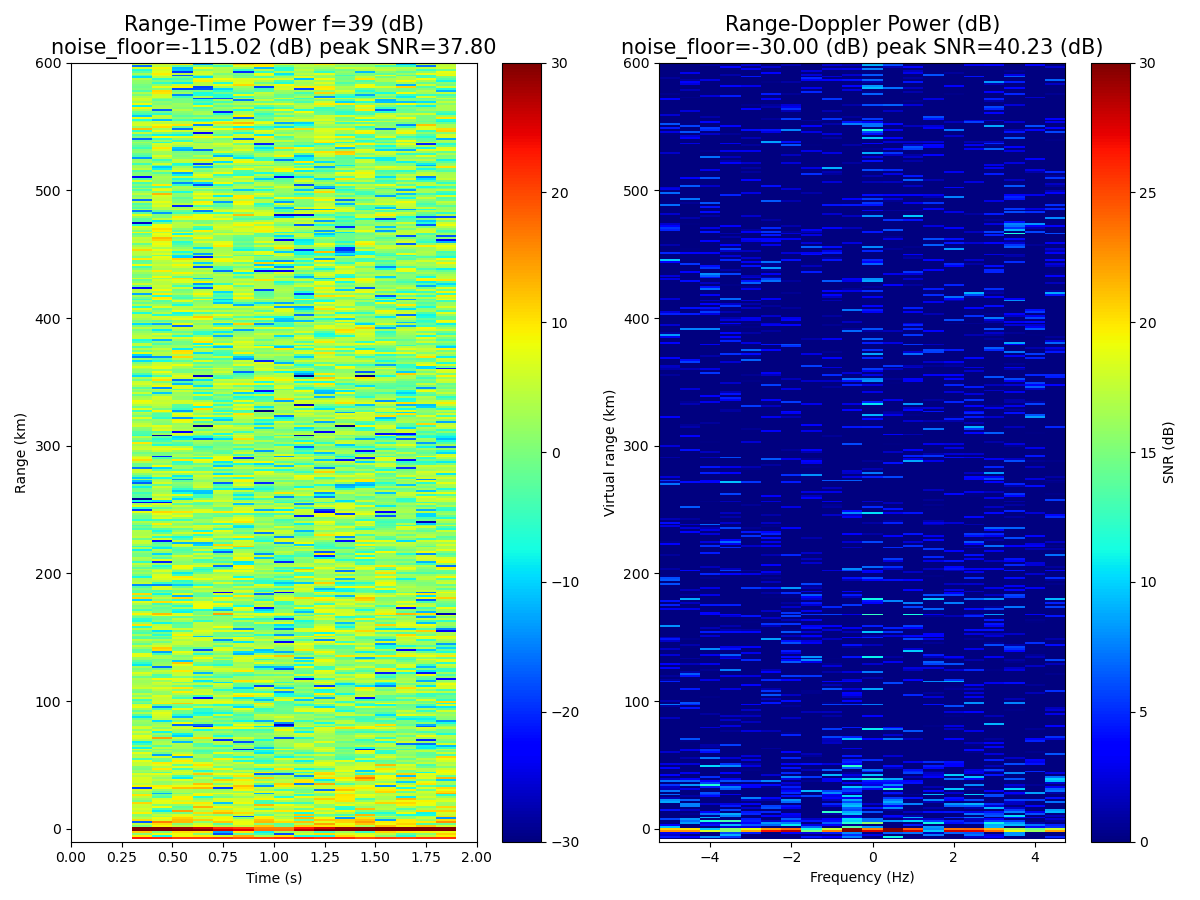 Range-Time Power f=39 (dB)
noise_floor=-115.02 (dB) peak SNR=37.80
Range (km)
600
500
400
300
200
100
0
0.00 0.25 0.50 0.75 1.00 1.25 1.50 1.75 2.00
Time (s)
30
20
10
0
−10
−20
−30
Range-Doppler Power (dB)
noise_floor=-30.00 (dB) peak SNR=40.23 (dB)
Virtual range (km)
600
500
400
300
200
100
0
−4 −2 0 2 4
Frequency (Hz)
30
25
20
15
10
5
0
SNR (dB)